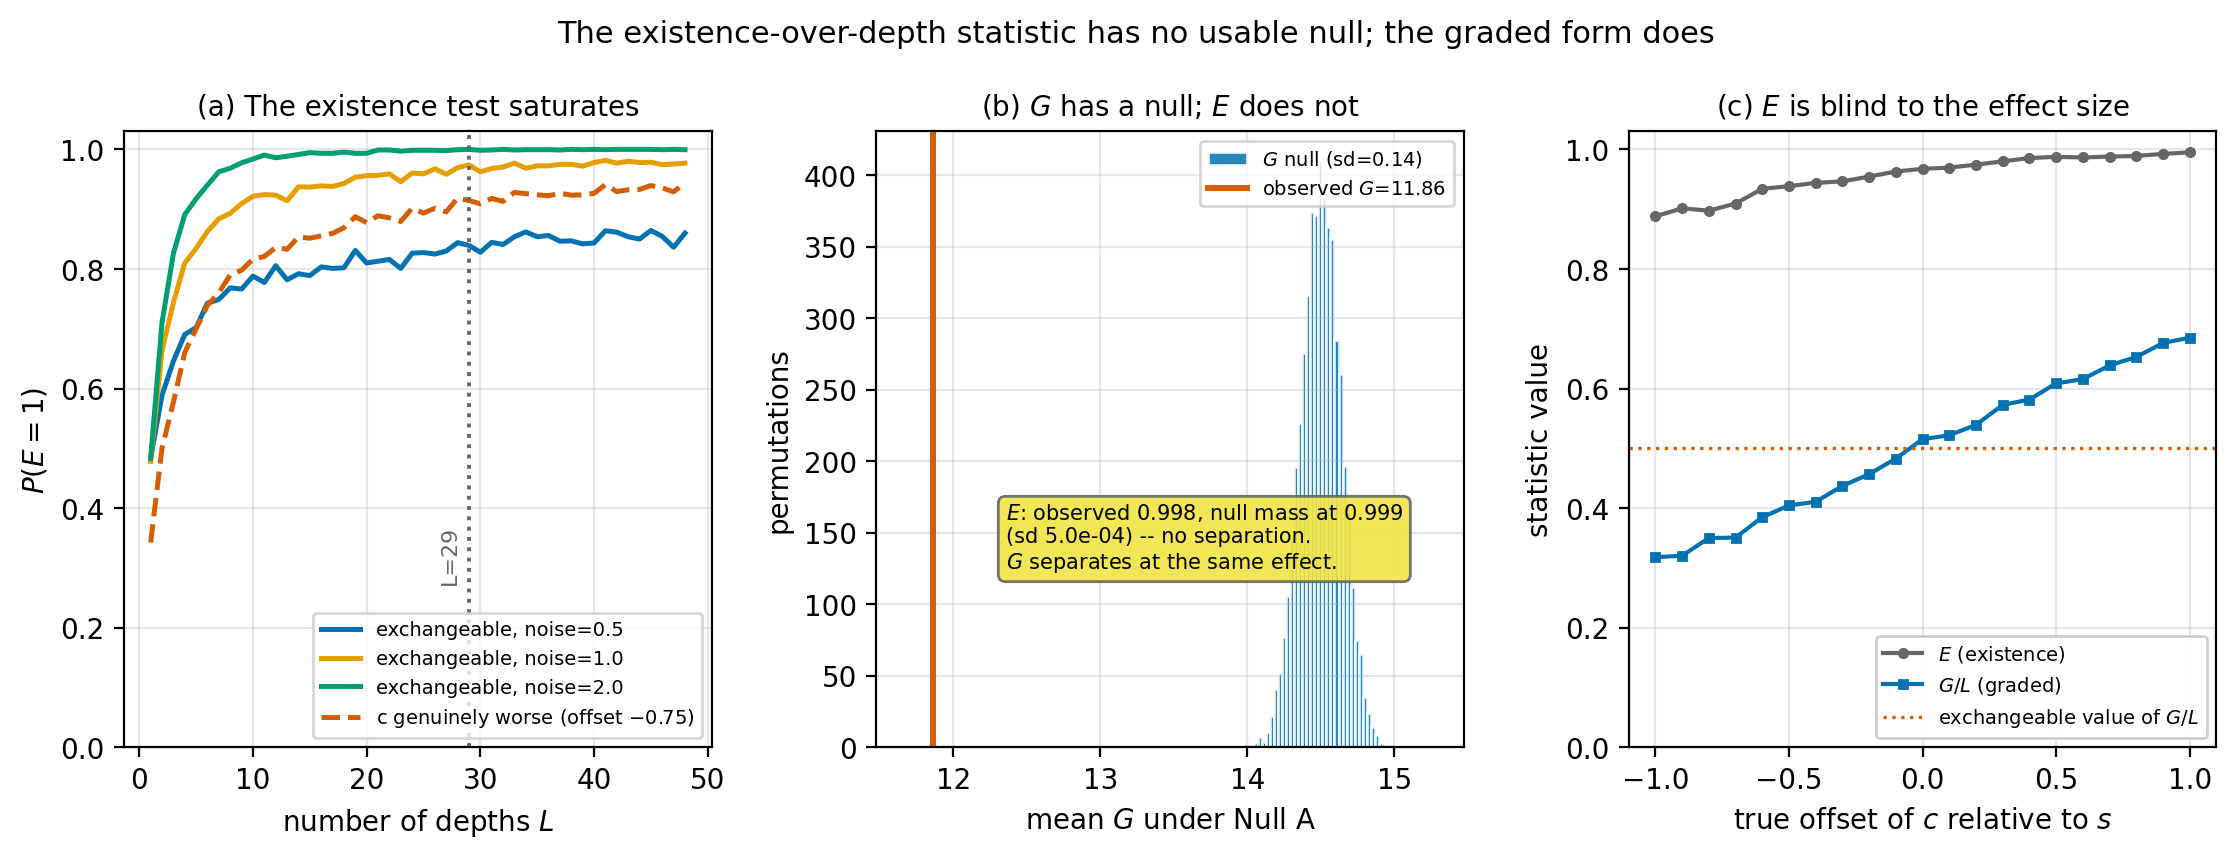 The existence-over-depth statistic has no usable null; the graded form does
(a) The existence test saturates
P(E = 1)
1.0
0.8
0.6
0.4
0.2
0.0
L=29
exchangeable, noise=0.5
exchangeable, noise=1.0
exchangeable, noise=2.0
c genuinely worse (offset −0.75)
0 10 20 30 40 50
number of depths L
(b) G has a null; E does not
permutations
400
350
300
250
200
150
100
50
0
G null (sd=0.14)
observed G=11.86
E: observed 0.998, null mass at 0.999
(sd 5.0e-04) -- no separation.
G separates at the same effect.
12 13 14 15
mean G under Null A
(c) E is blind to the effect size
statistic value
1.0
0.8
0.6
0.4
0.2
0.0
E (existence)
G/L (graded)
exchangeable value of G/L
−1.0 −0.5 0.0 0.5 1.0
true offset of c relative to s